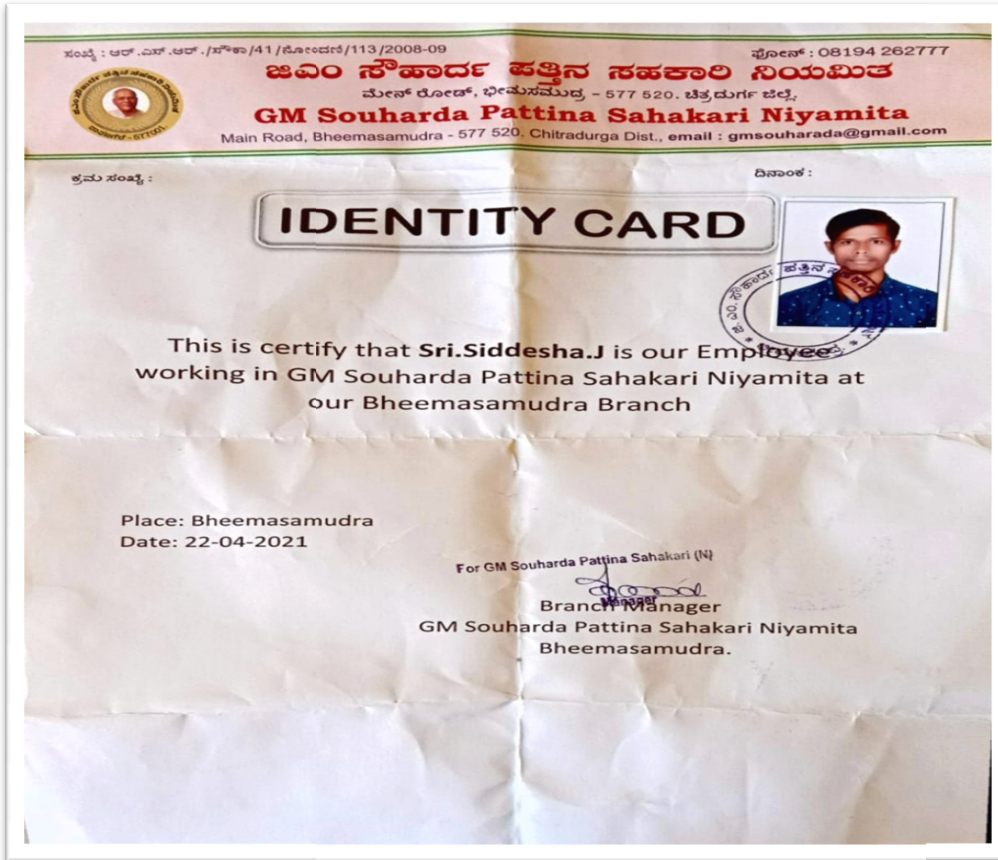 ಸಂಖ್ಯೆ : ಆರ್.ಎಸ್.ಆರ್./ಸೌಕಾ/41/ನೋಂದಣಿ/113/2008-09
ಫೋನ್ : 08194 262777
ಜಿಎಂ ಸೌಹಾರ್ದ ಪತ್ತಿನ ಸಹಕಾರಿ ನಿಯಮಿತ
ಮೇನ್ ರೋಡ್, ಭೀಮಸಮುದ್ರ - 577 520. ಚಿತ್ರದುರ್ಗ ಜಿಲ್ಲೆ.
GM Souharda Pattina Sahakari Niyamita
Main Road, Bheemasamudra - 577 520. Chitradurga Dist., email : gmsouharada@gmail.com
ಕ್ರಮ ಸಂಖ್ಯೆ :
ದಿನಾಂಕ :
IDENTITY CARD
This is certify that Sri.Siddesha.J is our Employee
working in GM Souharda Pattina Sahakari Niyamita at
our Bheemasamudra Branch
Place: Bheemasamudra
Date: 22-04-2021
For GM Souharda Pattina Sahakari (N)
Manager
Branch Manager
GM Souharda Pattina Sahakari Niyamita
Bheemasamudra.